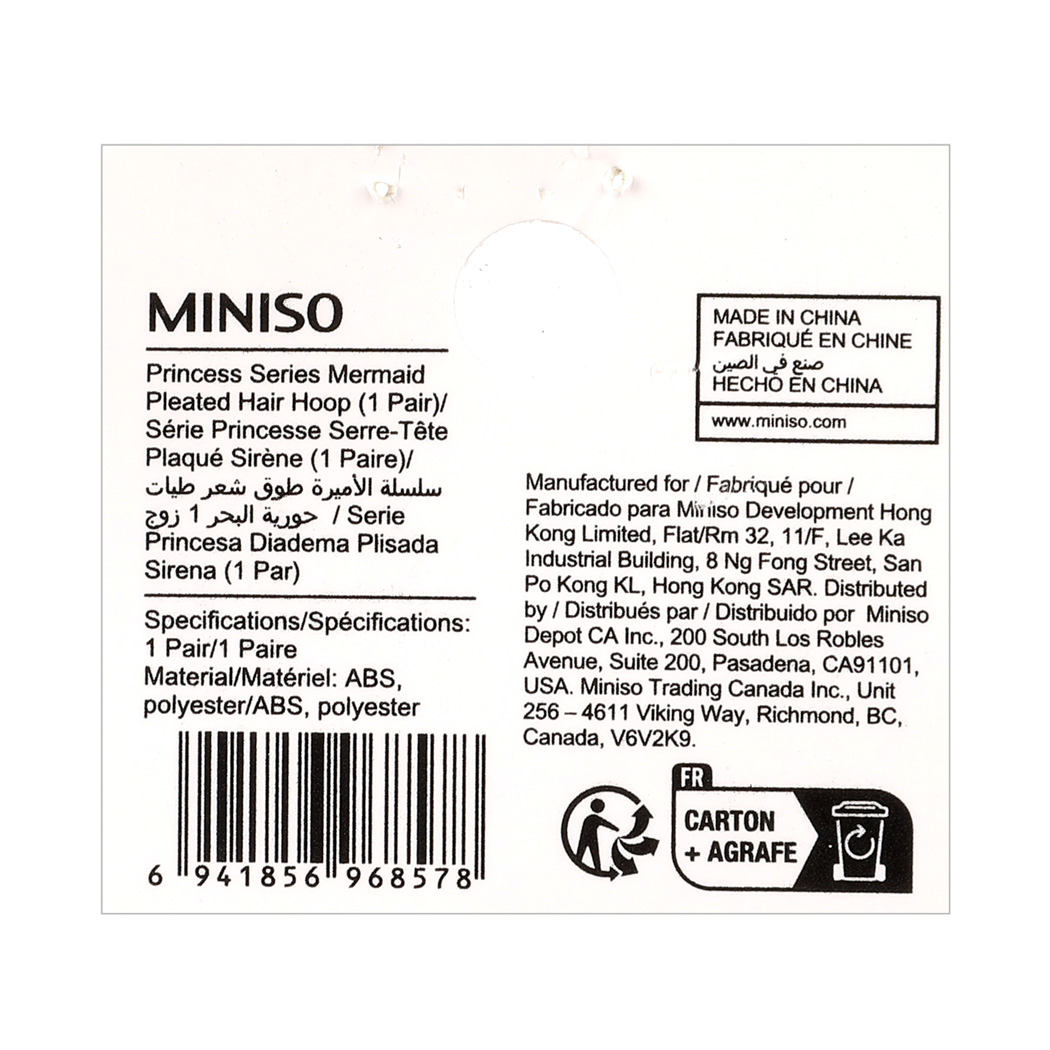 MINISO
Princess Series Mermaid
Pleated Hair Hoop (1 Pair)/
Série Princesse Serre-Tête
Plaqué Sirène (1 Paire)/
سلسلة الأميرة طوق شعر طيات
حورية البحر 1 زوج / Serie
Princesa Diadema Plisada
Sirena (1 Par)
Specifications/Spécifications:
1 Pair/1 Paire
Material/Matériel: ABS,
polyester/ABS, polyester
6 941856 968578
MADE IN CHINA
FABRIQUÉ EN CHINE
صنع في الصين
HECHO EN CHINA
www.miniso.com
Manufactured for / Fabriqué pour /
Fabricado para Miniso Development Hong
Kong Limited, Flat/Rm 32, 11/F, Lee Ka
Industrial Building, 8 Ng Fong Street, San
Po Kong KL, Hong Kong SAR. Distributed
by / Distribués par / Distribuido por Miniso
Depot CA Inc., 200 South Los Robles
Avenue, Suite 200, Pasadena, CA91101,
USA. Miniso Trading Canada Inc., Unit
256 – 4611 Viking Way, Richmond, BC,
Canada, V6V2K9.
FR
CARTON
+ AGRAFE